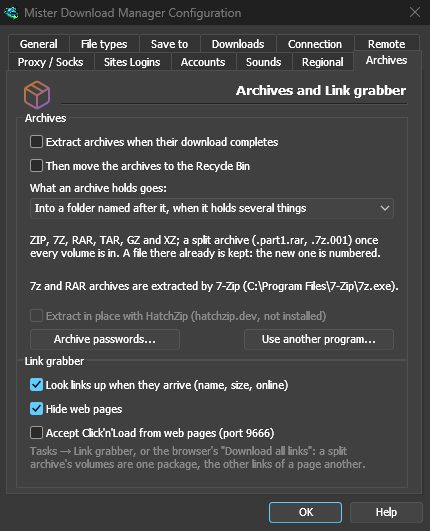 Mister Download Manager Configuration
General File types Save to Downloads Connection Remote
Proxy / Socks Sites Logins Accounts Sounds Regional Archives
Archives and Link grabber
Archives
Extract archives when their download completes
Then move the archives to the Recycle Bin
What an archive holds goes:
Into a folder named after it, when it holds several things
ZIP, 7Z, RAR, TAR, GZ and XZ; a split archive (.part1.rar, .7z.001) once
every volume is in. A file there already is kept: the new one is numbered.
7z and RAR archives are extracted by 7-Zip (C:\Program Files\7-Zip\7z.exe).
Extract in place with HatchZip (hatchzip.dev, not installed)
Archive passwords... Use another program...
Link grabber
Look links up when they arrive (name, size, online)
Hide web pages
Accept Click'n'Load from web pages (port 9666)
Tasks → Link grabber, or the browser's "Download all links": a split
archive's volumes are one package, the other links of a page another.
OK Help